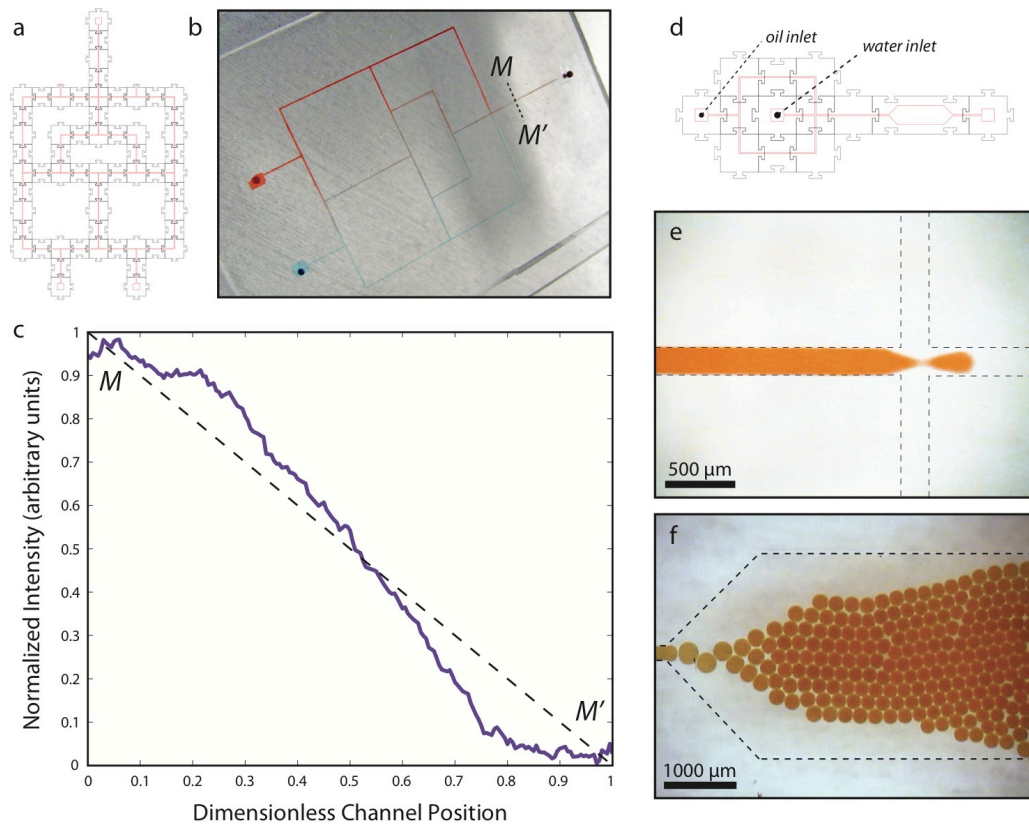 a
b
M
M'
d
oil inlet
water inlet
e
500 µm
f
1000 µm
c
Normalized Intensity (arbitrary units)
1
0.9
0.8
0.7
0.6
0.5
0.4
0.3
0.2
0.1
0
M
M'
0 0.1 0.2 0.3 0.4 0.5 0.6 0.7 0.8 0.9 1
Dimensionless Channel Position